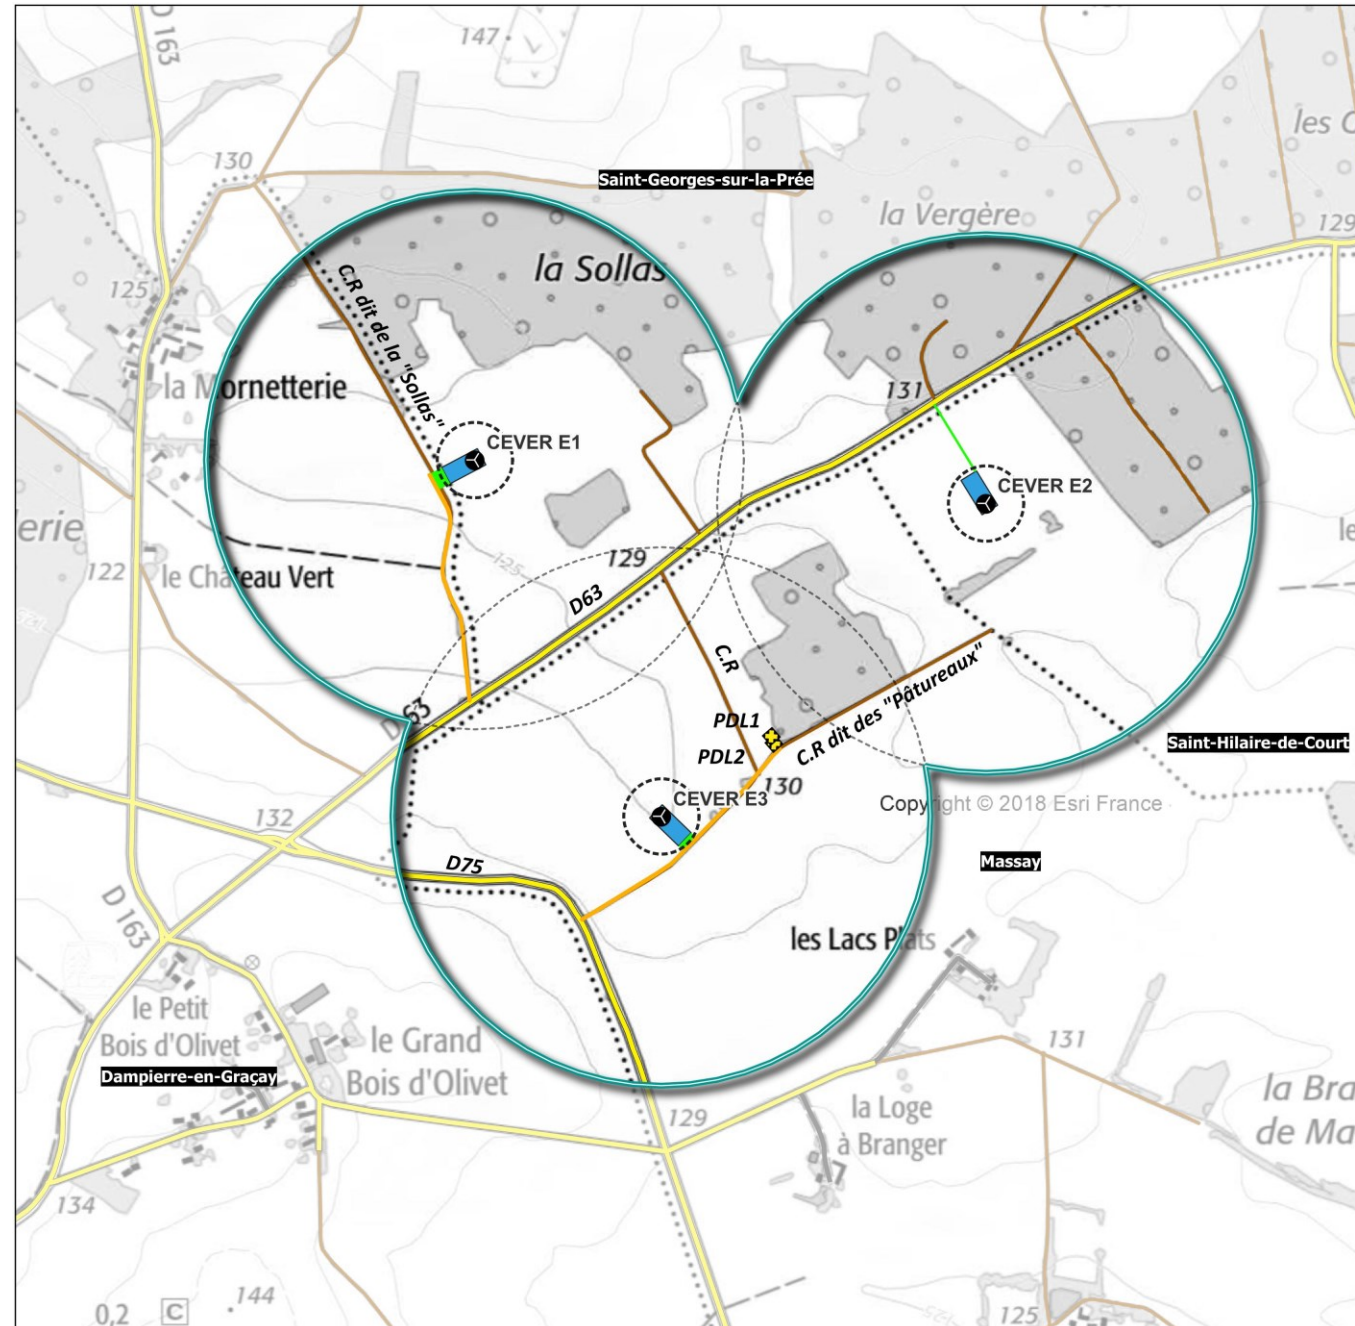 D 163
147
130
Saint-Georges-sur-la-Prée
les C
la Vergère
129
la Sollas
C.R dit de la "Sollas"
125
la Mornetterie
131
CEVER E1
CEVER E2
erie
129
125
122
le Château Vert
D63
C.R
C.R dit des "Pâtureaux"
PDL1
D 63
PDL2
Saint-Hilaire-de-Court
130
CEVER E3
Copyright © 2018 Esri France
132
Massay
D75
D 163
les Lacs Plats
le Petit
Bois d'Olivet
le Grand
Bois d'Olivet
Dampierre-en-Graçay
131
129
la Loge
à Branger
la Bra
de Ma
134
144
0,2
C
125